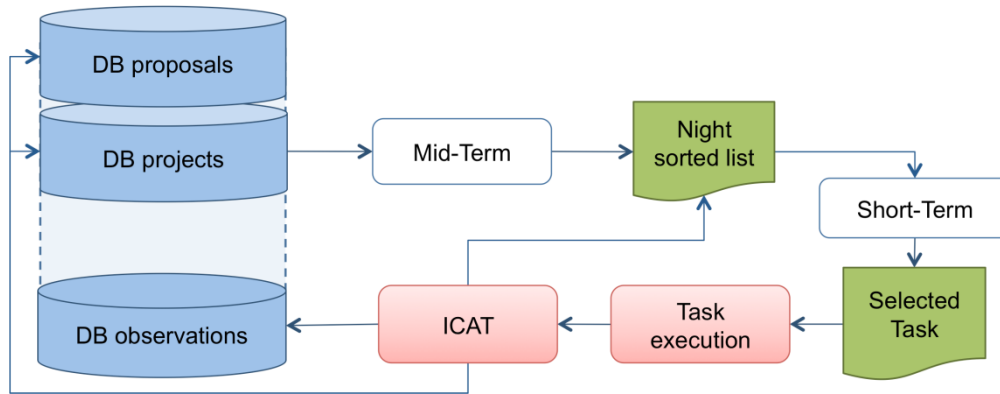 DB proposals
DB projects
Mid-Term
Night
sorted list
Short-Term
DB observations
ICAT
Task
execution
Selected
Task